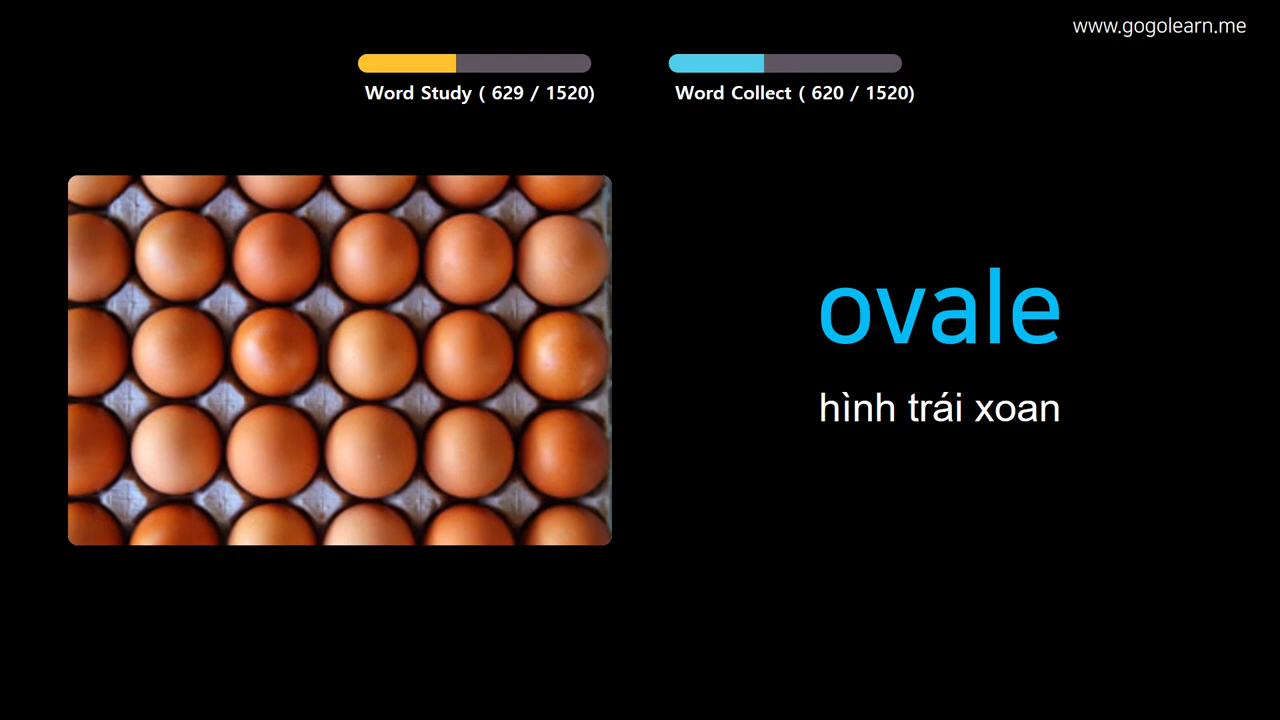 www.gogolearn.me
Word Study ( 629 / 1520)
Word Collect ( 620 / 1520)
ovale
hình trái xoan